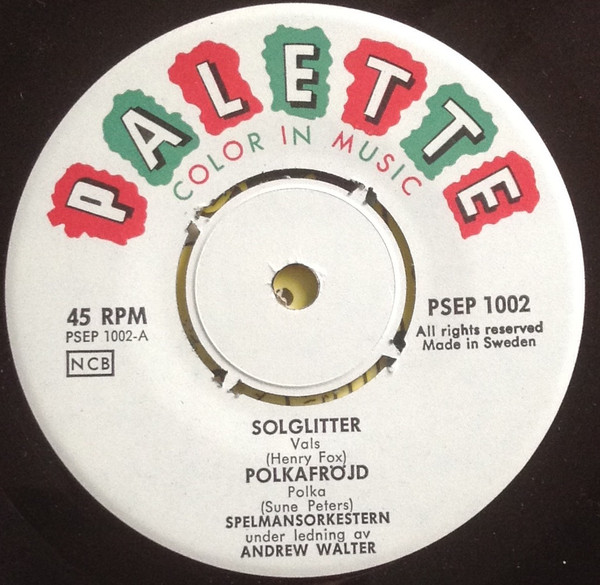 PALETTE
COLOR IN MUSIC
45 RPM
PSEP 1002-A
NCB
PSEP 1002
All rights reserved
Made in Sweden
SOLGLITTER
Vals
(Henry Fox)
POLKAFRÖJD
Polka
(Sune Peters)
SPELMANSORKESTERN
under ledning av
ANDREW WALTER